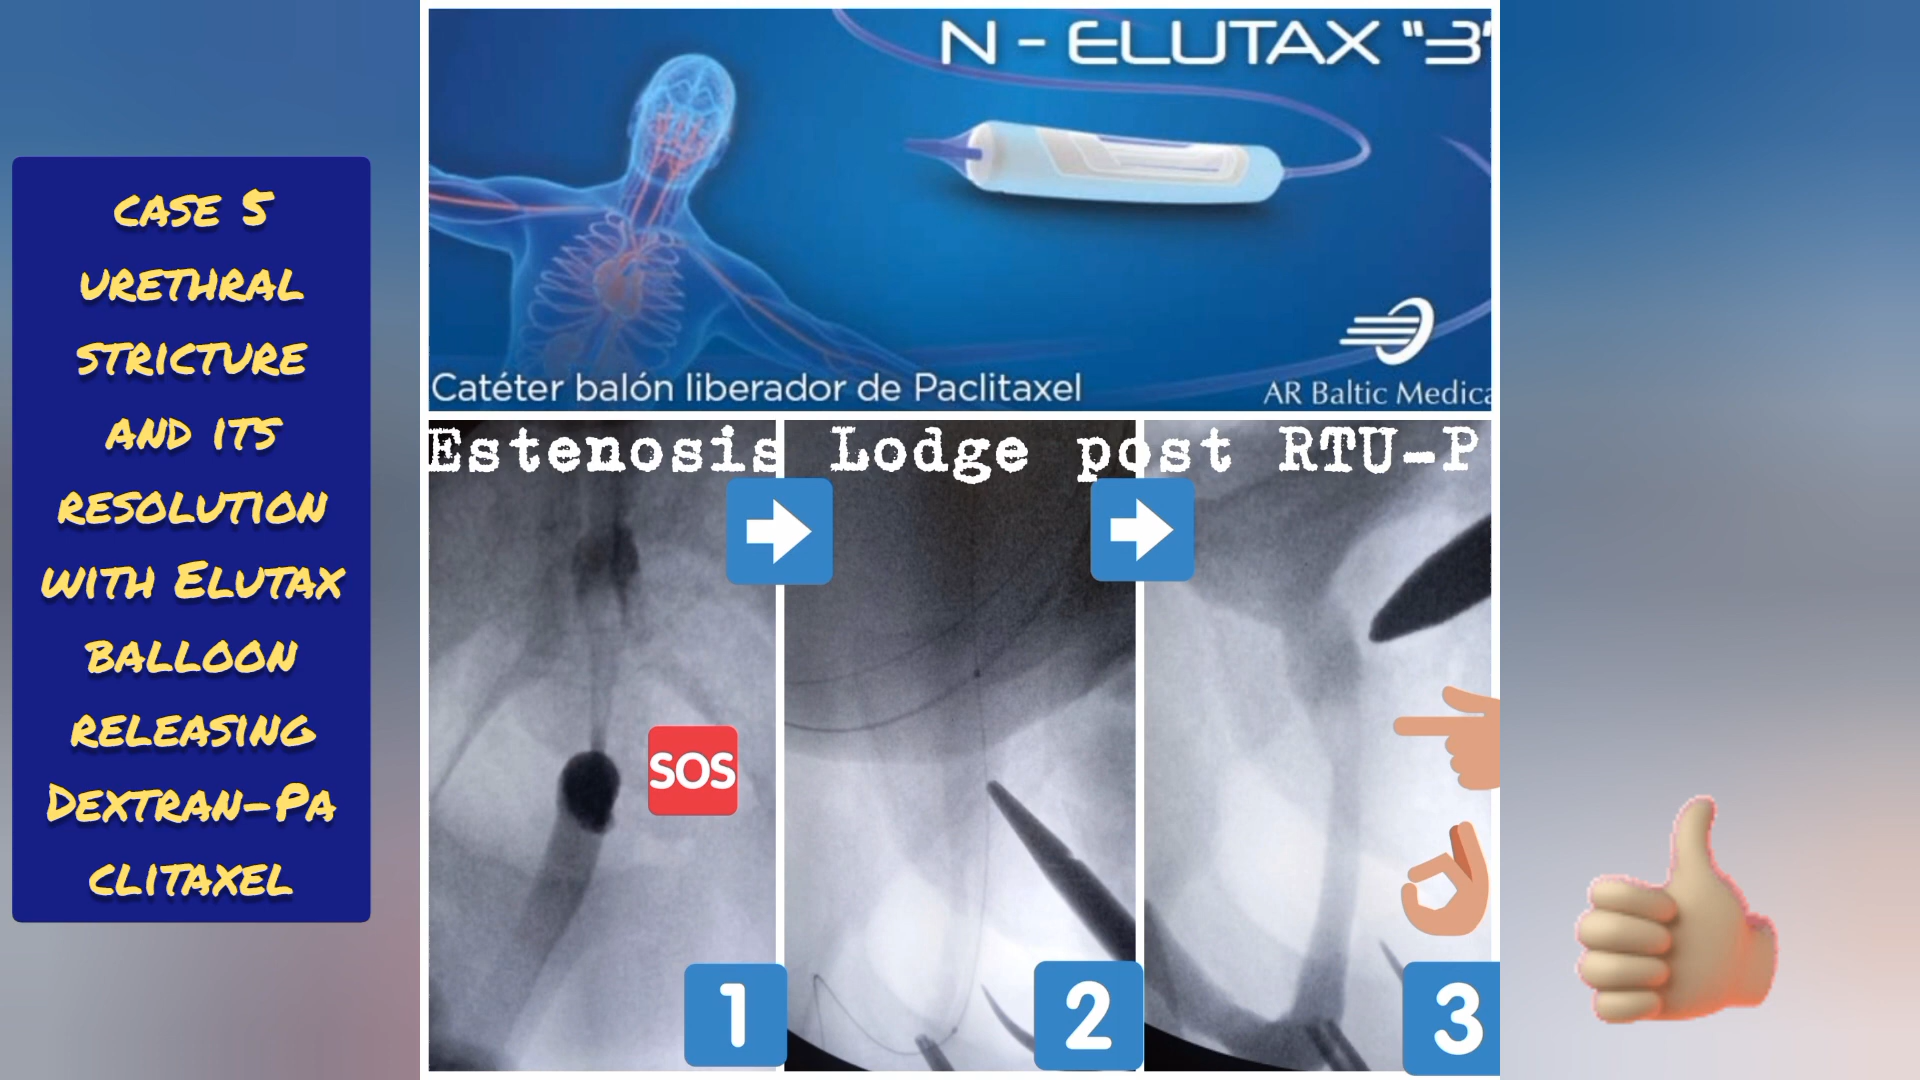 CASE 5
URETHRAL
STRICTURE
AND ITS
RESOLUTION
WITH ELUTAX
BALLOON
RELEASING
DEXTRAN-PA
CLITAXEL
N - ELUTAX "3"
Catéter balón liberador de Paclitaxel
AR Baltic Medica
Estenosis Lodge post RTU-P
SOS
1
2
3